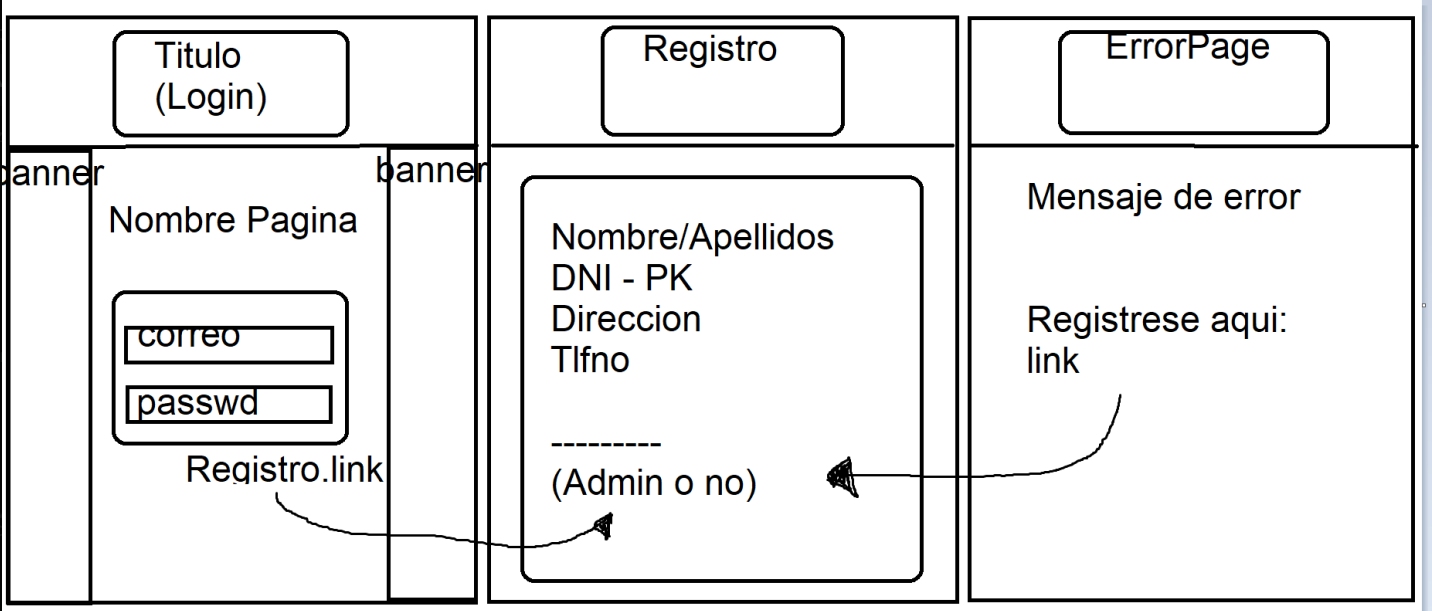 Titulo
(Login)
banner
banner
Nombre Pagina
correo
passwd
Registro.link
Registro
Nombre/Apellidos
DNI - PK
Direccion
Tlfno
---------
(Admin o no)
ErrorPage
Mensaje de error
Registrese aqui:
link